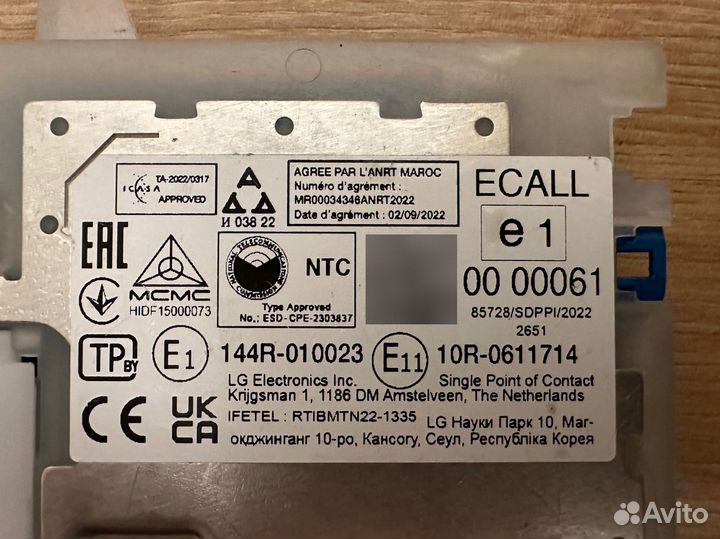 TA-2022/0317
ICASA
APPROVED
И 038 22
AGREE PAR L'ANRT MAROC
Numéro d'agrément :
MR00034346ANRT2022
Date d'agrément : 02/09/2022
ECALL
e 1
00 00061
85728/SDPPI/2022
2651
EAC
MCMC
HIDF15000073
NATIONAL TELECOMMUNICATIONS COMMISSION
NTC
Type Approved
No.: ESD-CPE-2303837
TP BY
E1
144R-010023
E11
10R-0611714
LG Electronics Inc.
Single Point of Contact
Krijgsman 1, 1186 DM Amstelveen, The Netherlands
CE
UK
CA
IFETEL : RTIBMTN22-1335
LG Науки Парк 10, Маг-
окджинганг 10-ро, Кансогу, Сеул, Республіка Корея
Avito